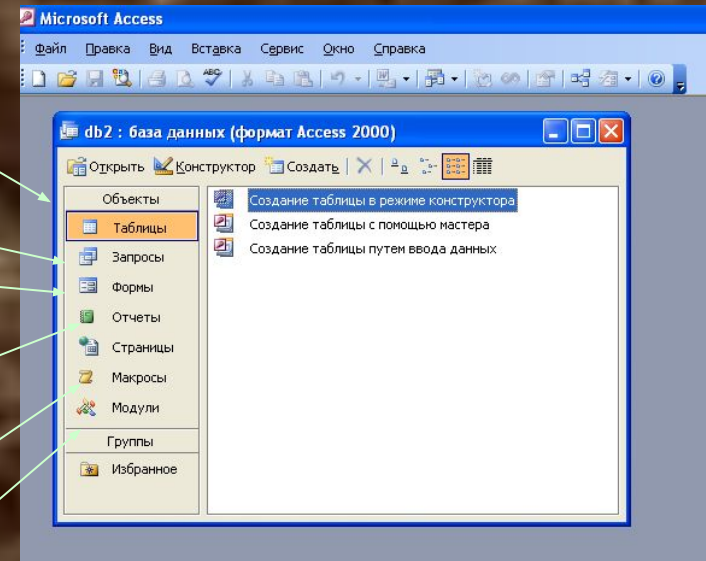 Microsoft Access
Файл Правка Вид Вставка Сервис Окно Справка
ABC
db2 : база данных (формат Access 2000)
Открыть Конструктор Создать
Объекты
Таблицы
Запросы
Формы
Отчеты
Страницы
Макросы
Модули
Группы
Избранное
Создание таблицы в режиме конструктора
Создание таблицы с помощью мастера
Создание таблицы путем ввода данных